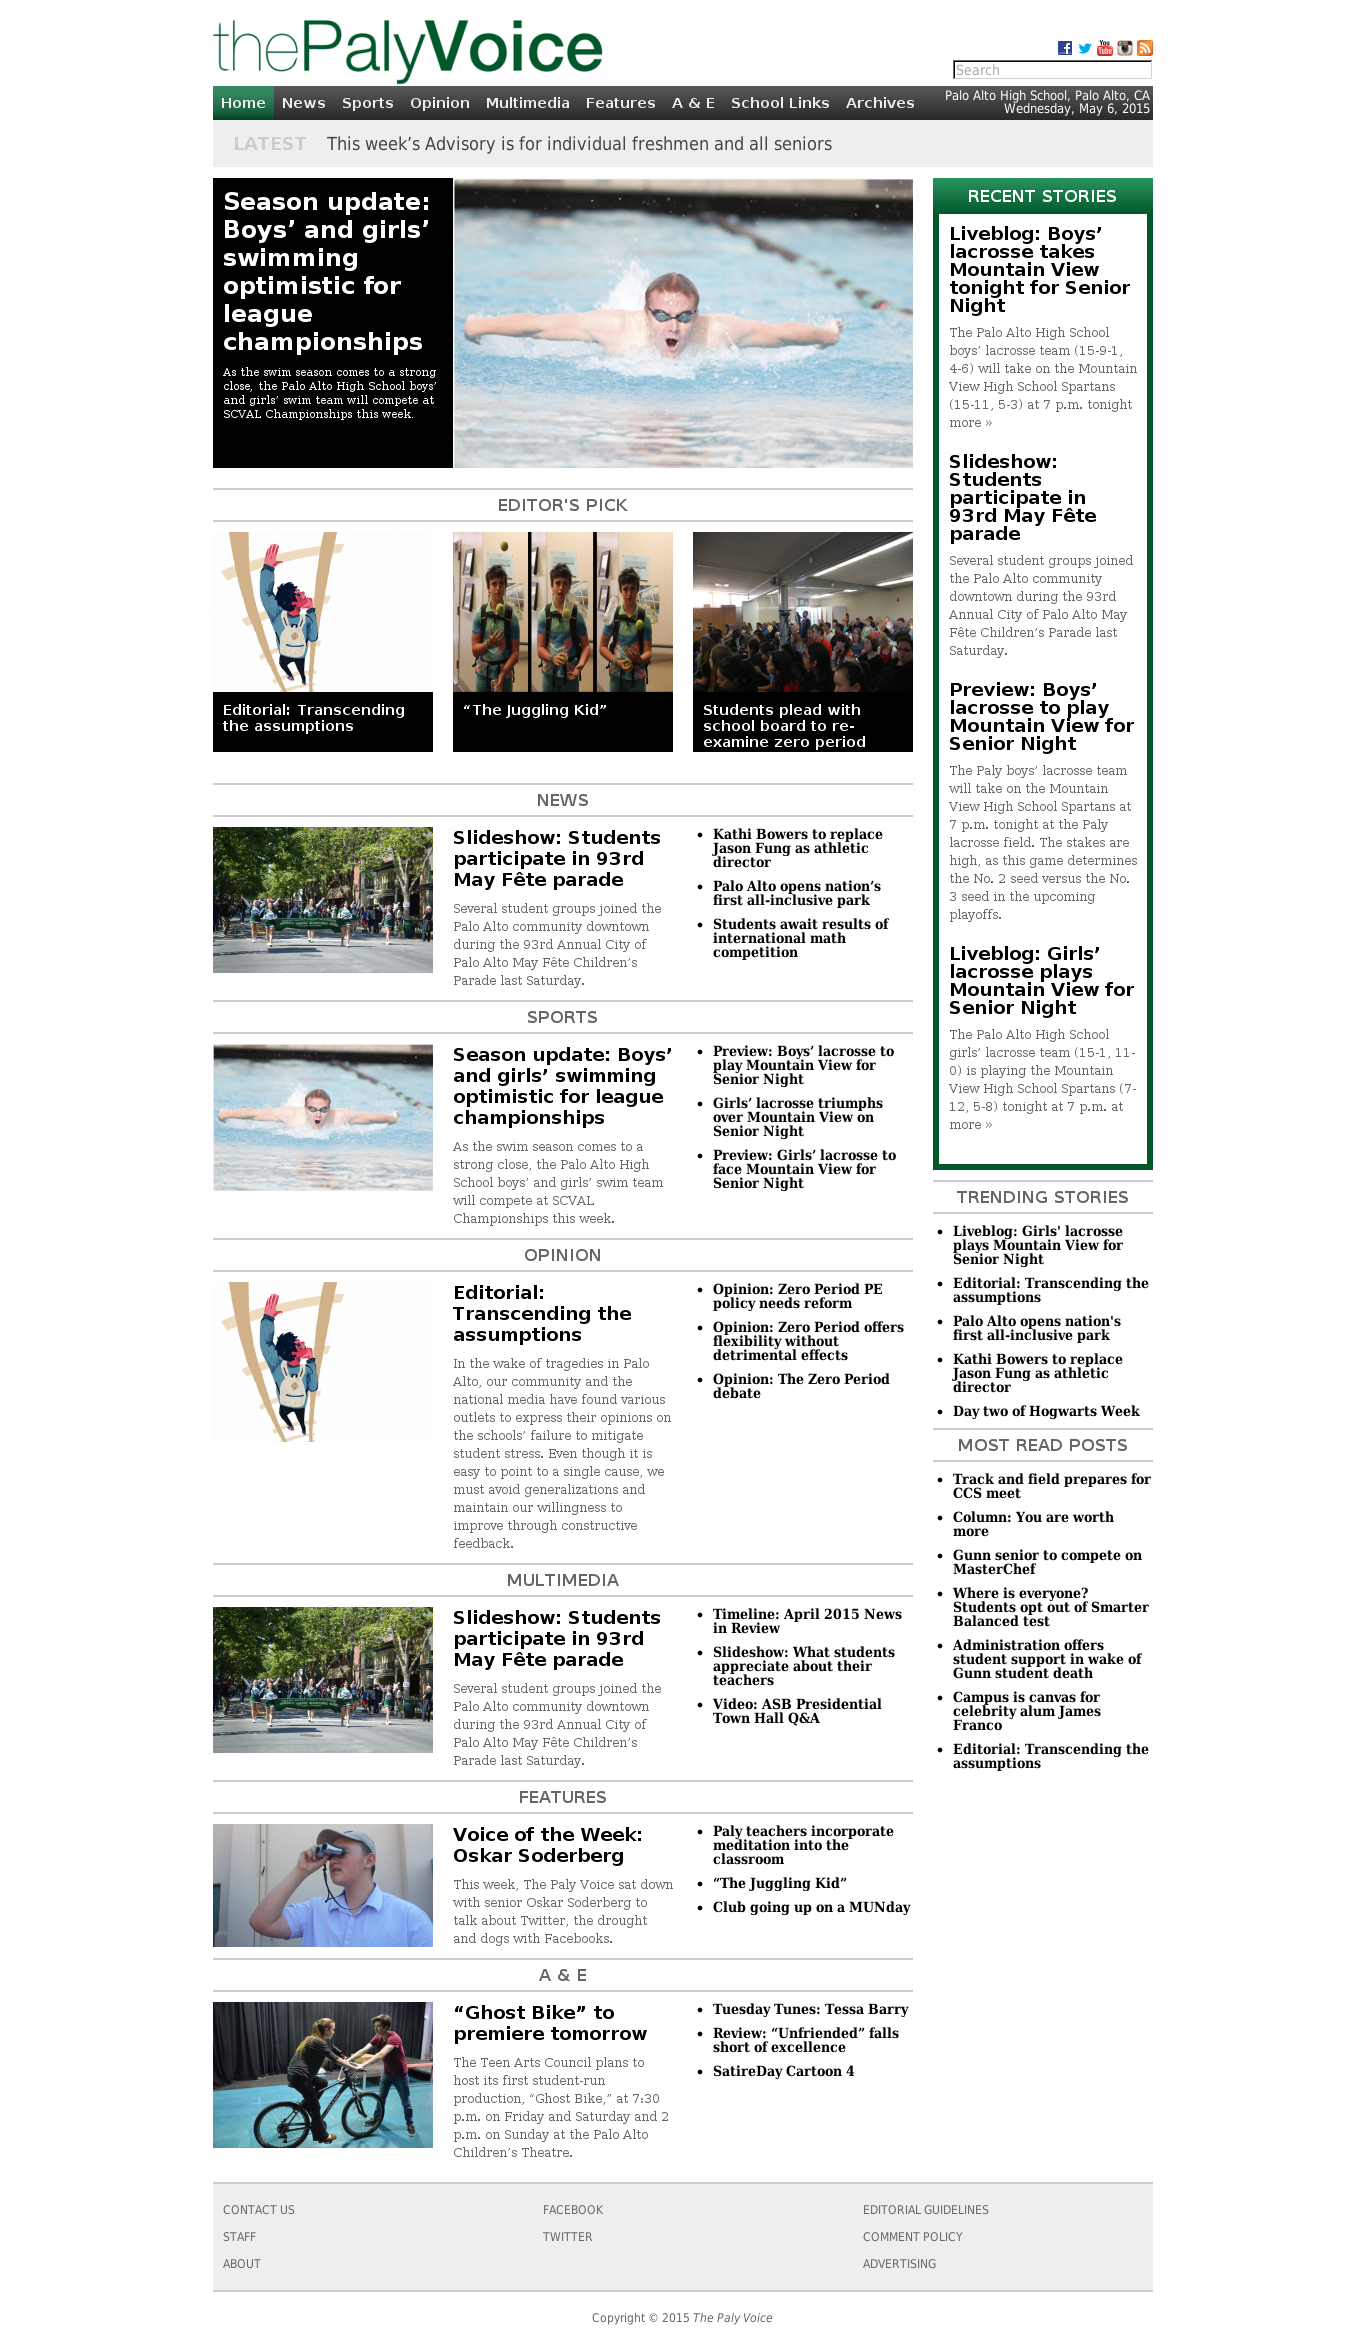 thePalyVoice
Search
Home News Sports Opinion Multimedia Features A & E School Links Archives
Palo Alto High School, Palo Alto, CA
Wednesday, May 6, 2015
LATEST This week’s Advisory is for individual freshmen and all seniors
Season update:
Boys’ and girls’
swimming
optimistic for
league
championships
As the swim season comes to a strong
close, the Palo Alto High School boys’
and girls’ swim team will compete at
SCVAL Championships this week.
EDITOR'S PICK
Editorial: Transcending
the assumptions
“The Juggling Kid”
Students plead with
school board to re-
examine zero period
NEWS
Slideshow: Students
participate in 93rd
May Fête parade
Several student groups joined the
Palo Alto community downtown
during the 93rd Annual City of
Palo Alto May Fête Children’s
Parade last Saturday.
• Kathi Bowers to replace
Jason Fung as athletic
director
• Palo Alto opens nation’s
first all-inclusive park
• Students await results of
international math
competition
SPORTS
Season update: Boys’
and girls’ swimming
optimistic for league
championships
As the swim season comes to a
strong close, the Palo Alto High
School boys’ and girls’ swim team
will compete at SCVAL
Championships this week.
• Preview: Boys’ lacrosse to
play Mountain View for
Senior Night
• Girls’ lacrosse triumphs
over Mountain View on
Senior Night
• Preview: Girls’ lacrosse to
face Mountain View for
Senior Night
OPINION
Editorial:
Transcending the
assumptions
In the wake of tragedies in Palo
Alto, our community and the
national media have found various
outlets to express their opinions on
the schools’ failure to mitigate
student stress. Even though it is
easy to point to a single cause, we
must avoid generalizations and
maintain our willingness to
improve through constructive
feedback.
• Opinion: Zero Period PE
policy needs reform
• Opinion: Zero Period offers
flexibility without
detrimental effects
• Opinion: The Zero Period
debate
MULTIMEDIA
Slideshow: Students
participate in 93rd
May Fête parade
Several student groups joined the
Palo Alto community downtown
during the 93rd Annual City of
Palo Alto May Fête Children’s
Parade last Saturday.
• Timeline: April 2015 News
in Review
• Slideshow: What students
appreciate about their
teachers
• Video: ASB Presidential
Town Hall Q&A
FEATURES
Voice of the Week:
Oskar Soderberg
This week, The Paly Voice sat down
with senior Oskar Soderberg to
talk about Twitter, the drought
and dogs with Facebooks.
• Paly teachers incorporate
meditation into the
classroom
• “The Juggling Kid”
• Club going up on a MUNday
A & E
“Ghost Bike” to
premiere tomorrow
The Teen Arts Council plans to
host its first student-run
production, “Ghost Bike,” at 7:30
p.m. on Friday and Saturday and 2
p.m. on Sunday at the Palo Alto
Children’s Theatre.
• Tuesday Tunes: Tessa Barry
• Review: “Unfriended” falls
short of excellence
• SatireDay Cartoon 4
RECENT STORIES
Liveblog: Boys’
lacrosse takes
Mountain View
tonight for Senior
Night
The Palo Alto High School
boys’ lacrosse team (15-9-1,
4-6) will take on the Mountain
View High School Spartans
(15-11, 5-3) at 7 p.m. tonight
more »
Slideshow:
Students
participate in
93rd May Fête
parade
Several student groups joined
the Palo Alto community
downtown during the 93rd
Annual City of Palo Alto May
Fête Children’s Parade last
Saturday.
Preview: Boys’
lacrosse to play
Mountain View for
Senior Night
The Paly boys’ lacrosse team
will take on the Mountain
View High School Spartans at
7 p.m. tonight at the Paly
lacrosse field. The stakes are
high, as this game determines
the No. 2 seed versus the No.
3 seed in the upcoming
playoffs.
Liveblog: Girls’
lacrosse plays
Mountain View for
Senior Night
The Palo Alto High School
girls’ lacrosse team (15-1, 11-
0) is playing the Mountain
View High School Spartans (7-
12, 5-8) tonight at 7 p.m. at
more »
TRENDING STORIES
• Liveblog: Girls' lacrosse
plays Mountain View for
Senior Night
• Editorial: Transcending the
assumptions
• Palo Alto opens nation's
first all-inclusive park
• Kathi Bowers to replace
Jason Fung as athletic
director
• Day two of Hogwarts Week
MOST READ POSTS
• Track and field prepares for
CCS meet
• Column: You are worth
more
• Gunn senior to compete on
MasterChef
• Where is everyone?
Students opt out of Smarter
Balanced test
• Administration offers
student support in wake of
Gunn student death
• Campus is canvas for
celebrity alum James
Franco
• Editorial: Transcending the
assumptions
CONTACT US
STAFF
ABOUT
FACEBOOK
TWITTER
EDITORIAL GUIDELINES
COMMENT POLICY
ADVERTISING
Copyright © 2015 The Paly Voice